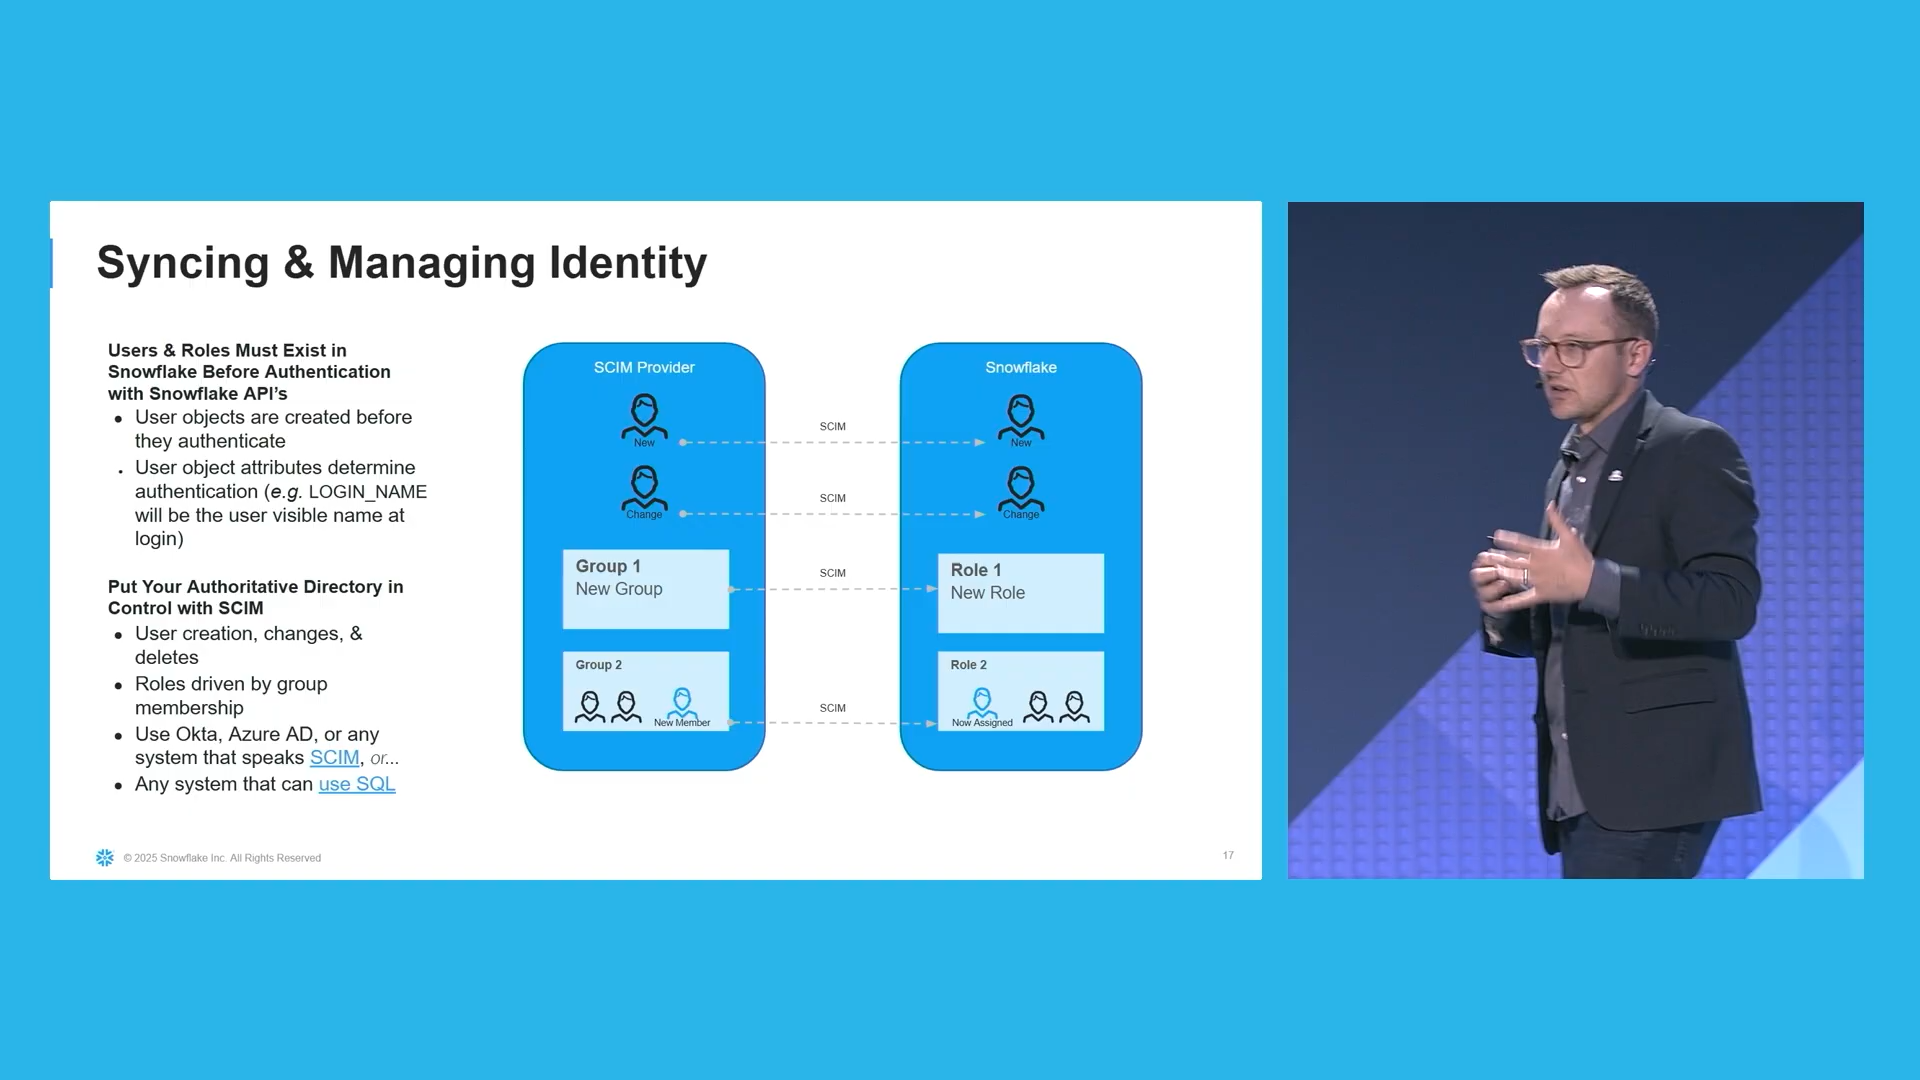 Syncing & Managing Identity
Users & Roles Must Exist in
Snowflake Before Authentication
with Snowflake API’s
User objects are created before
they authenticate
User object attributes determine
authentication (e.g. LOGIN_NAME
will be the user visible name at
login)
Put Your Authoritative Directory in
Control with SCIM
User creation, changes, &
deletes
Roles driven by group
membership
Use Okta, Azure AD, or any
system that speaks SCIM, or...
Any system that can use SQL
SCIM Provider
New
Change
Group 1
New Group
Group 2
New Member
SCIM
SCIM
SCIM
SCIM
Snowflake
New
Change
Role 1
New Role
Role 2
Now Assigned
© 2025 Snowflake Inc. All Rights Reserved
17